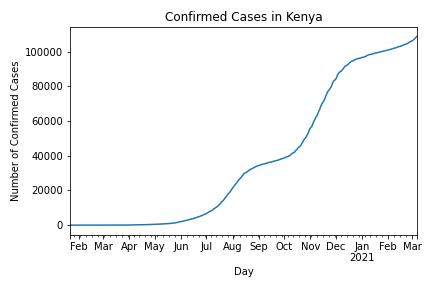 Confirmed Cases in Kenya
Number of Confirmed Cases
100000
80000
60000
40000
20000
0
Feb Mar Apr May Jun Jul Aug Sep Oct Nov Dec Jan Feb Mar
2021
Day